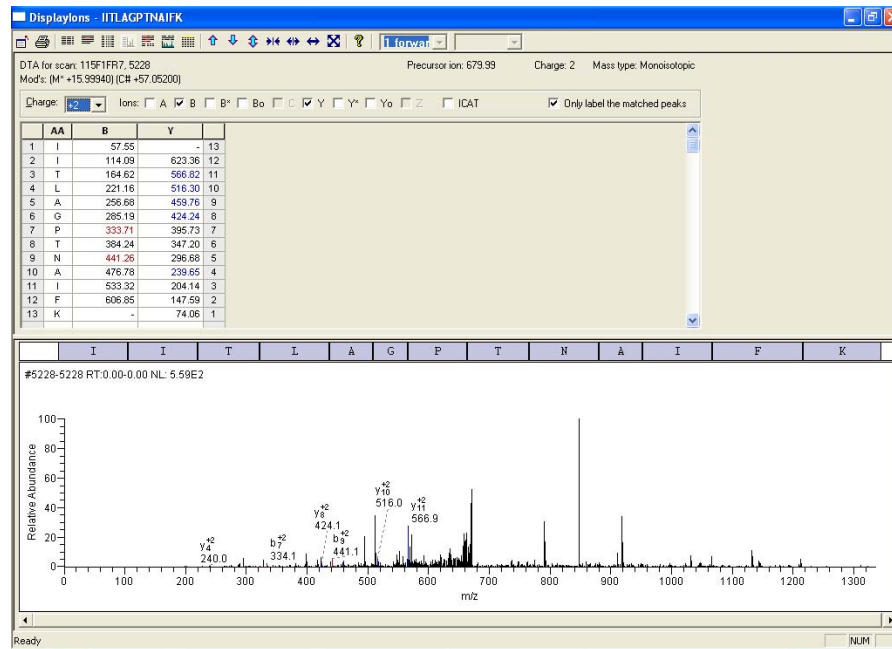 DisplayIons - IITLAGPTNAIFK
1 forwar
DTA for scan: 115F1FR7, 5228 Precursor ion: 679.99 Charge: 2 Mass type: Monoisotopic
Mod's: (M* +15.99940) (C# +57.05200)
Charge: +2 Ions: A B B* Bo C Y Y* Yo Z ICAT Only label the matched peaks
AA B Y
1 I 57.55 - 13
2 I 114.09 623.36 12
3 T 164.62 566.82 11
4 L 221.16 516.30 10
5 A 256.68 459.76 9
6 G 285.19 424.24 8
7 P 333.71 395.73 7
8 T 384.24 347.20 6
9 N 441.26 296.68 5
10 A 476.78 239.65 4
11 I 533.32 204.14 3
12 F 606.85 147.59 2
13 K - 74.06 1
I I T L A G P T N A I F K
#5228-5228 RT:0.00-0.00 NL: 5.59E2
Relative Abundance
100
80
60
40
20
0
y4+2
240.0
b7+2
334.1
y8+2
424.1
b9+2
441.1
y10+2
516.0
y11+2
566.9
0 100 200 300 400 500 600 700 800 900 1000 1100 1200 1300
m/z
Ready NUM